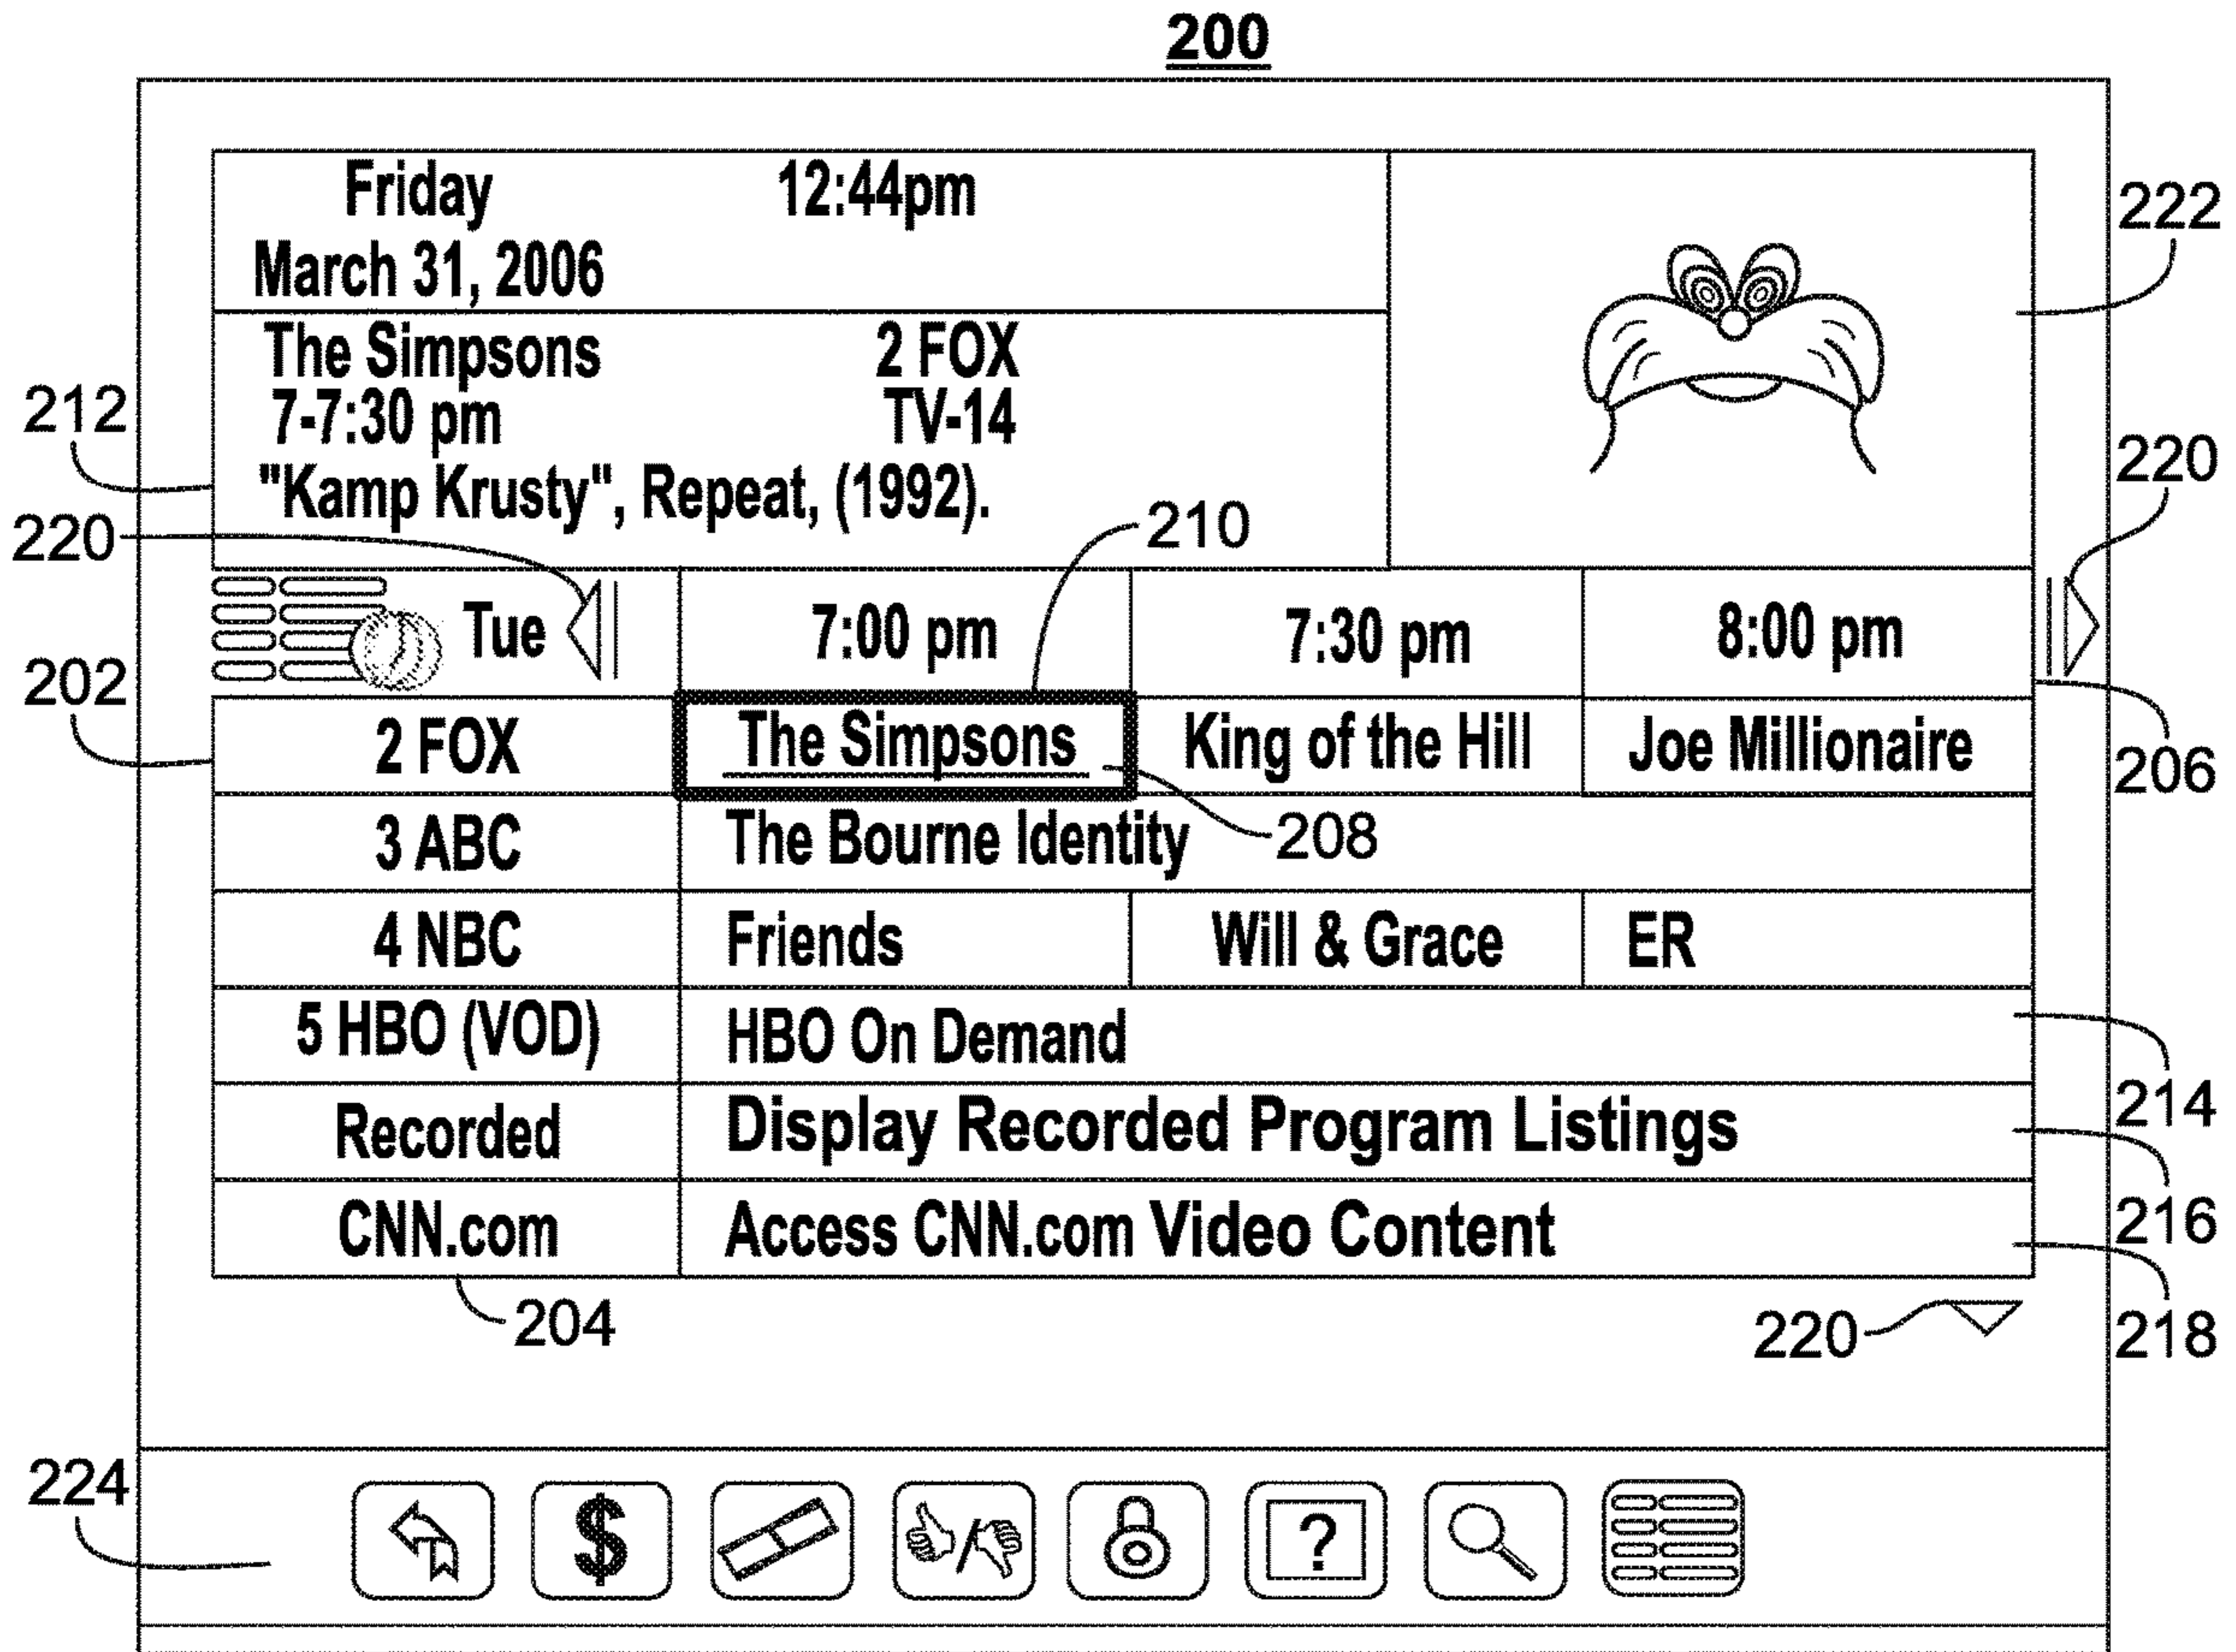 200
Friday 12:44pm
March 31, 2006
222
The Simpsons 2 FOX
212
7-7:30 pm TV-14
220
"Kamp Krusty", Repeat, (1992).
210
220
Tue 7:00 pm 7:30 pm 8:00 pm
202
2 FOX The Simpsons King of the Hill Joe Millionaire
206
3 ABC The Bourne Identity 208
4 NBC Friends Will & Grace ER
5 HBO (VOD) HBO On Demand
214
Recorded Display Recorded Program Listings
216
CNN.com Access CNN.com Video Content
204 220 218
224
$ ?